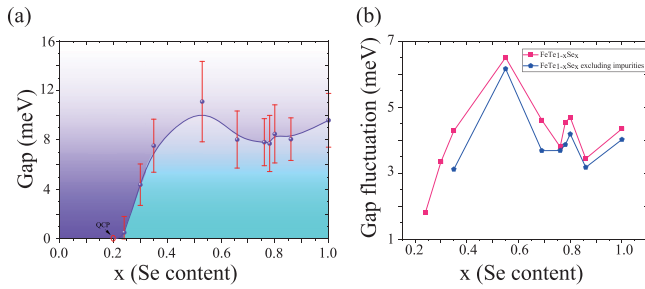 (a)
16
12
8
4
0
Gap (meV)
QCP
0.0
0.2
0.4
0.6
0.8
1.0
x (Se content)
(b)
7
5
3
1
Gap fluctuation (meV)
FeTe1-xSex
FeTe1-xSex excluding impurities
0.2
0.4
0.6
0.8
1.0
x (Se content)